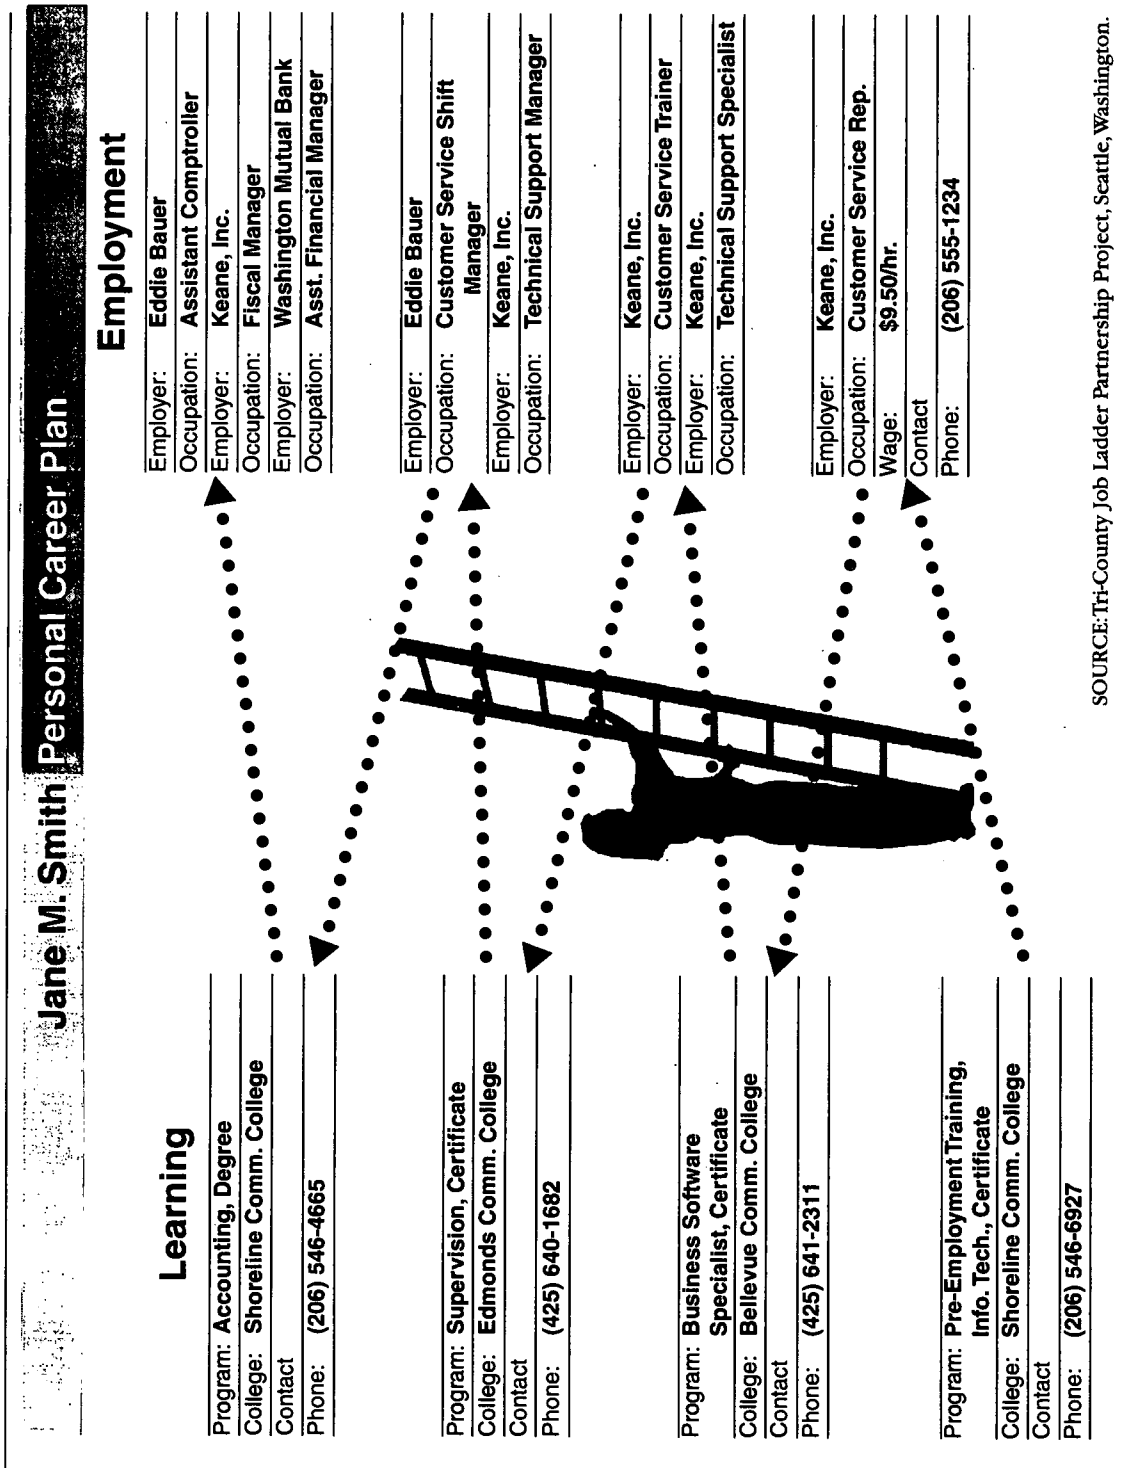 Jane M. Smith Personal Career Plan
Learning
Program: Accounting, Degree
College: Shoreline Comm. College
Contact
Phone: (206) 546-4665
Program: Supervision, Certificate
College: Edmonds Comm. College
Contact
Phone: (425) 640-1682
Program: Business Software
Specialist, Certificate
College: Bellevue Comm. College
Contact
Phone: (425) 641-2311
Program: Pre-Employment Training,
Info. Tech., Certificate
College: Shoreline Comm. College
Contact
Phone: (206) 546-6927
Employment
Employer: Eddie Bauer
Occupation: Assistant Comptroller
Employer: Keane, Inc.
Occupation: Fiscal Manager
Employer: Washington Mutual Bank
Occupation: Asst. Financial Manager
Employer: Eddie Bauer
Occupation: Customer Service Shift
Manager
Employer: Keane, Inc.
Occupation: Technical Support Manager
Employer: Keane, Inc.
Occupation: Customer Service Trainer
Employer: Keane, Inc.
Occupation: Technical Support Specialist
Employer: Keane, Inc.
Occupation: Customer Service Rep.
Wage: $9.50/hr.
Contact
Phone: (206) 555-1234
SOURCE:Tri-County Job Ladder Partnership Project, Seattle, Washington.